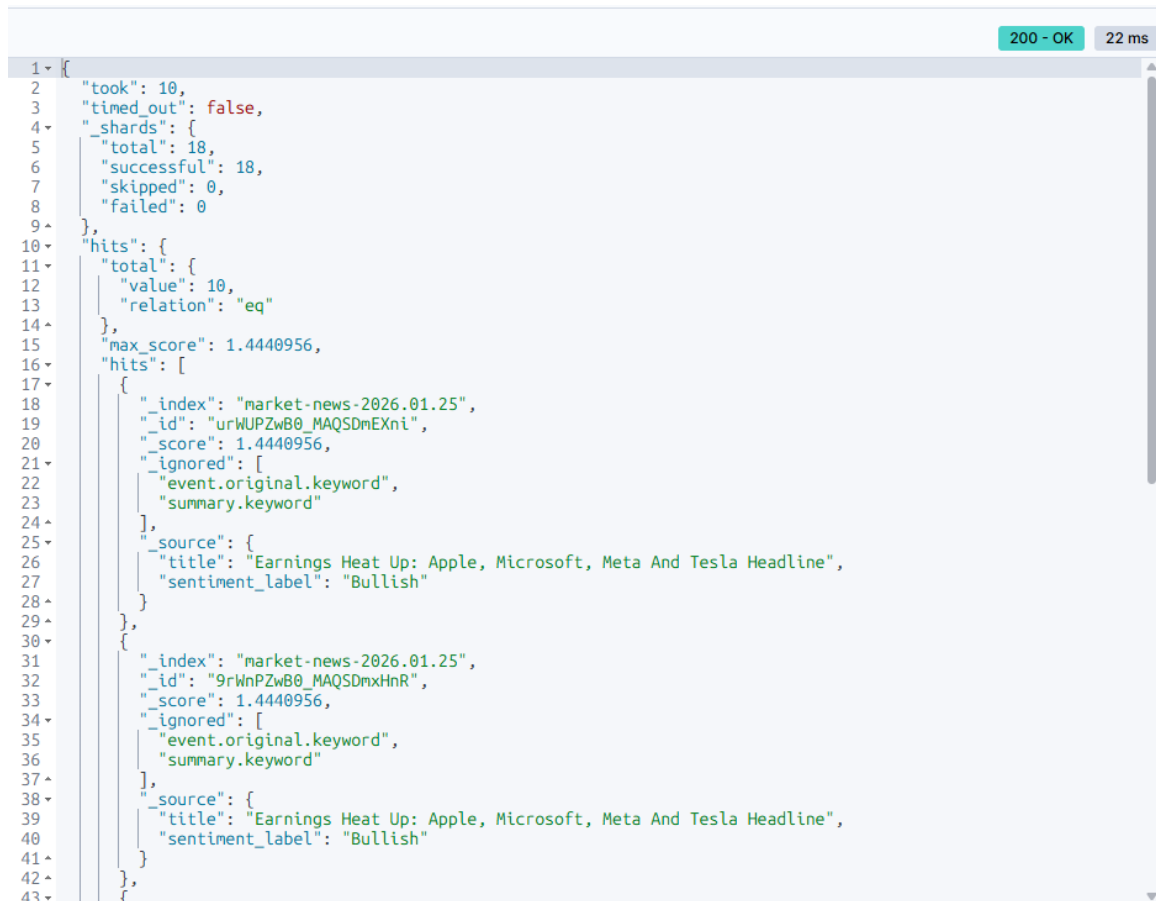 200 - OK 22 ms
1 {
2 "took": 10,
3 "timed_out": false,
4 "_shards": {
5 "total": 18,
6 "successful": 18,
7 "skipped": 0,
8 "failed": 0
9 },
10 "hits": {
11 "total": {
12 "value": 10,
13 "relation": "eq"
14 },
15 "max_score": 1.4440956,
16 "hits": [
17 {
18 "_index": "market-news-2026.01.25",
19 "_id": "urWUPZwB0_MAQSDmEXni",
20 "_score": 1.4440956,
21 "_ignored": [
22 "event.original.keyword",
23 "summary.keyword"
24 ],
25 "_source": {
26 "title": "Earnings Heat Up: Apple, Microsoft, Meta And Tesla Headline",
27 "sentiment_label": "Bullish"
28 }
29 },
30 {
31 "_index": "market-news-2026.01.25",
32 "_id": "9rWnPZwB0_MAQSDmxHnR",
33 "_score": 1.4440956,
34 "_ignored": [
35 "event.original.keyword",
36 "summary.keyword"
37 ],
38 "_source": {
39 "title": "Earnings Heat Up: Apple, Microsoft, Meta And Tesla Headline",
40 "sentiment_label": "Bullish"
41 }
42 },
43 {